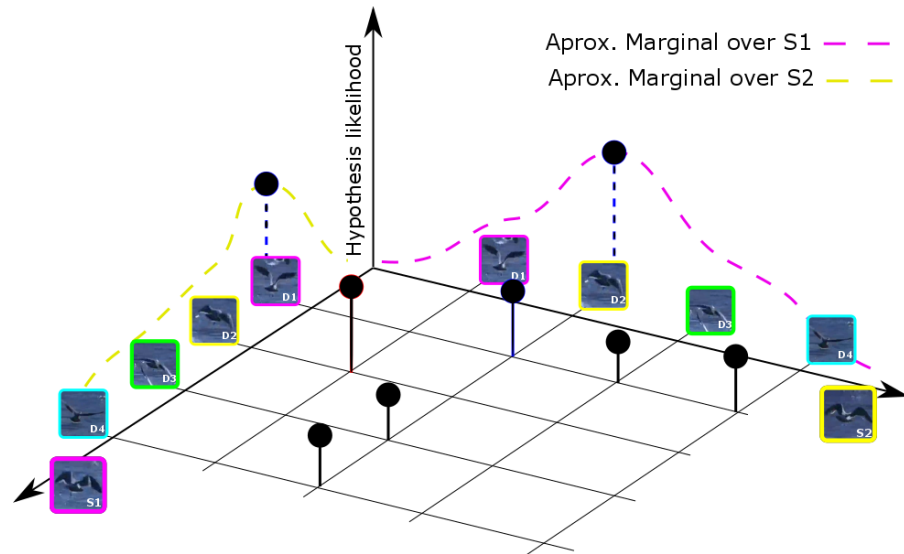 Aprox. Marginal over S1
Aprox. Marginal over S2
Hypothesis likelihood
D1
D1
D2
D2
D3
D3
D4
D4
S1
S2